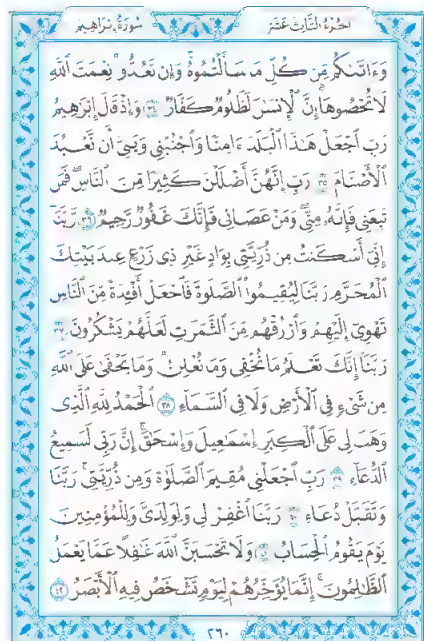 سورة إبراهيم
الجزء الثالث عشر
وَءَاتَىٰكُم مِّن كُلِّ مَا سَأَلْتُمُوهُ ۚ وَإِن تَعُدُّوا۟ نِعْمَتَ ٱللَّهِ
لَا تُحْصُوهَآ ۗ إِنَّ ٱلْإِنسَـٰنَ لَظَلُومٌ كَفَّارٌ ٣٤ وَإِذْ قَالَ إِبْرَٰهِيمُ
رَبِّ ٱجْعَلْ هَـٰذَا ٱلْبَلَدَ ءَامِنًا وَٱجْنُبْنِى وَبَنِىَّ أَن نَّعْبُدَ
ٱلْأَصْنَامَ ٣٥ رَبِّ إِنَّهُنَّ أَضْلَلْنَ كَثِيرًا مِّنَ ٱلنَّاسِ ۖ فَمَن
تَبِعَنِى فَإِنَّهُۥ مِنِّى ۖ وَمَنْ عَصَانِى فَإِنَّكَ غَفُورٌ رَّحِيمٌ ٣٦ رَّبَّنَآ
إِنِّىٓ أَسْكَنتُ مِن ذُرِّيَّتِى بِوَادٍ غَيْرِ ذِى زَرْعٍ عِندَ بَيْتِكَ
ٱلْمُحَرَّمِ رَبَّنَا لِيُقِيمُوا۟ ٱلصَّلَوٰةَ فَٱجْعَلْ أَفْـِٔدَةً مِّنَ ٱلنَّاسِ
تَهْوِىٓ إِلَيْهِمْ وَٱرْزُقْهُم مِّنَ ٱلثَّمَرَٰتِ لَعَلَّهُمْ يَشْكُرُونَ ٣٧
رَبَّنَآ إِنَّكَ تَعْلَمُ مَا نُخْفِى وَمَا نُعْلِنُ ۗ وَمَا يَخْفَىٰ عَلَى ٱللَّهِ
مِن شَىْءٍ فِى ٱلْأَرْضِ وَلَا فِى ٱلسَّمَآءِ ٣٨ ٱلْحَمْدُ لِلَّهِ ٱلَّذِى
وَهَبَ لِى عَلَى ٱلْكِبَرِ إِسْمَـٰعِيلَ وَإِسْحَـٰقَ ۚ إِنَّ رَبِّى لَسَمِيعُ
ٱلدُّعَآءِ ٣٩ رَبِّ ٱجْعَلْنِى مُقِيمَ ٱلصَّلَوٰةِ وَمِن ذُرِّيَّتِى ۚ رَبَّنَا
وَتَقَبَّلْ دُعَآءِ ٤٠ رَبَّنَا ٱغْفِرْ لِى وَلِوَٰلِدَىَّ وَلِلْمُؤْمِنِينَ
يَوْمَ يَقُومُ ٱلْحِسَابُ ٤١ وَلَا تَحْسَبَنَّ ٱللَّهَ غَـٰفِلًا عَمَّا يَعْمَلُ
ٱلظَّـٰلِمُونَ ۚ إِنَّمَا يُؤَخِّرُهُمْ لِيَوْمٍ تَشْخَصُ فِيهِ ٱلْأَبْصَـٰرُ ٤٢
٢٦٠